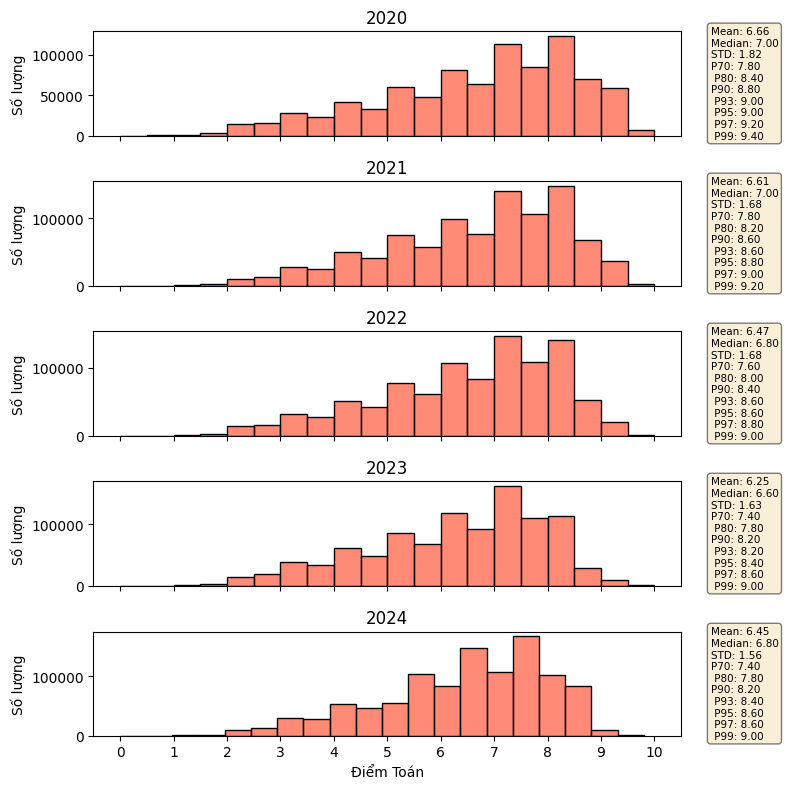 2020
Số lượng
100000
50000
0
Mean: 6.66
Median: 7.00
STD: 1.82
P70: 7.80
P80: 8.40
P90: 8.80
P93: 9.00
P95: 9.00
P97: 9.20
P99: 9.40
2021
Số lượng
100000
0
Mean: 6.61
Median: 7.00
STD: 1.68
P70: 7.80
P80: 8.20
P90: 8.60
P93: 8.60
P95: 8.80
P97: 9.00
P99: 9.20
2022
Số lượng
100000
0
Mean: 6.47
Median: 6.80
STD: 1.68
P70: 7.60
P80: 8.00
P90: 8.40
P93: 8.60
P95: 8.60
P97: 8.80
P99: 9.00
2023
Số lượng
100000
0
Mean: 6.25
Median: 6.60
STD: 1.63
P70: 7.40
P80: 7.80
P90: 8.20
P93: 8.20
P95: 8.40
P97: 8.60
P99: 9.00
2024
Số lượng
100000
0
Mean: 6.45
Median: 6.80
STD: 1.56
P70: 7.40
P80: 7.80
P90: 8.20
P93: 8.40
P95: 8.60
P97: 8.60
P99: 9.00
0 1 2 3 4 5 6 7 8 9 10
Điểm Toán